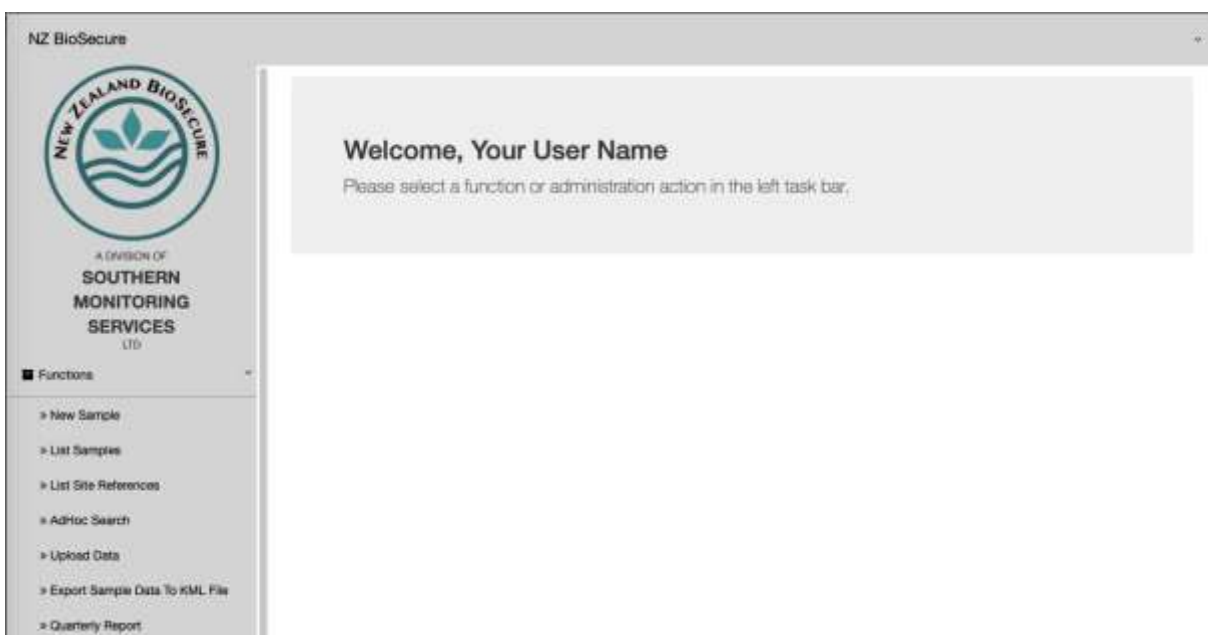 NZ BioSecure
NEW ZEALAND BIOSECURE
A DIVISION OF
SOUTHERN
MONITORING
SERVICES
LTD
Functions
» New Sample
» List Samples
» List Site References
» AdHoc Search
» Upload Data
» Export Sample Data To KML File
» Quarterly Report
Welcome, Your User Name
Please select a function or administration action in the left task bar.